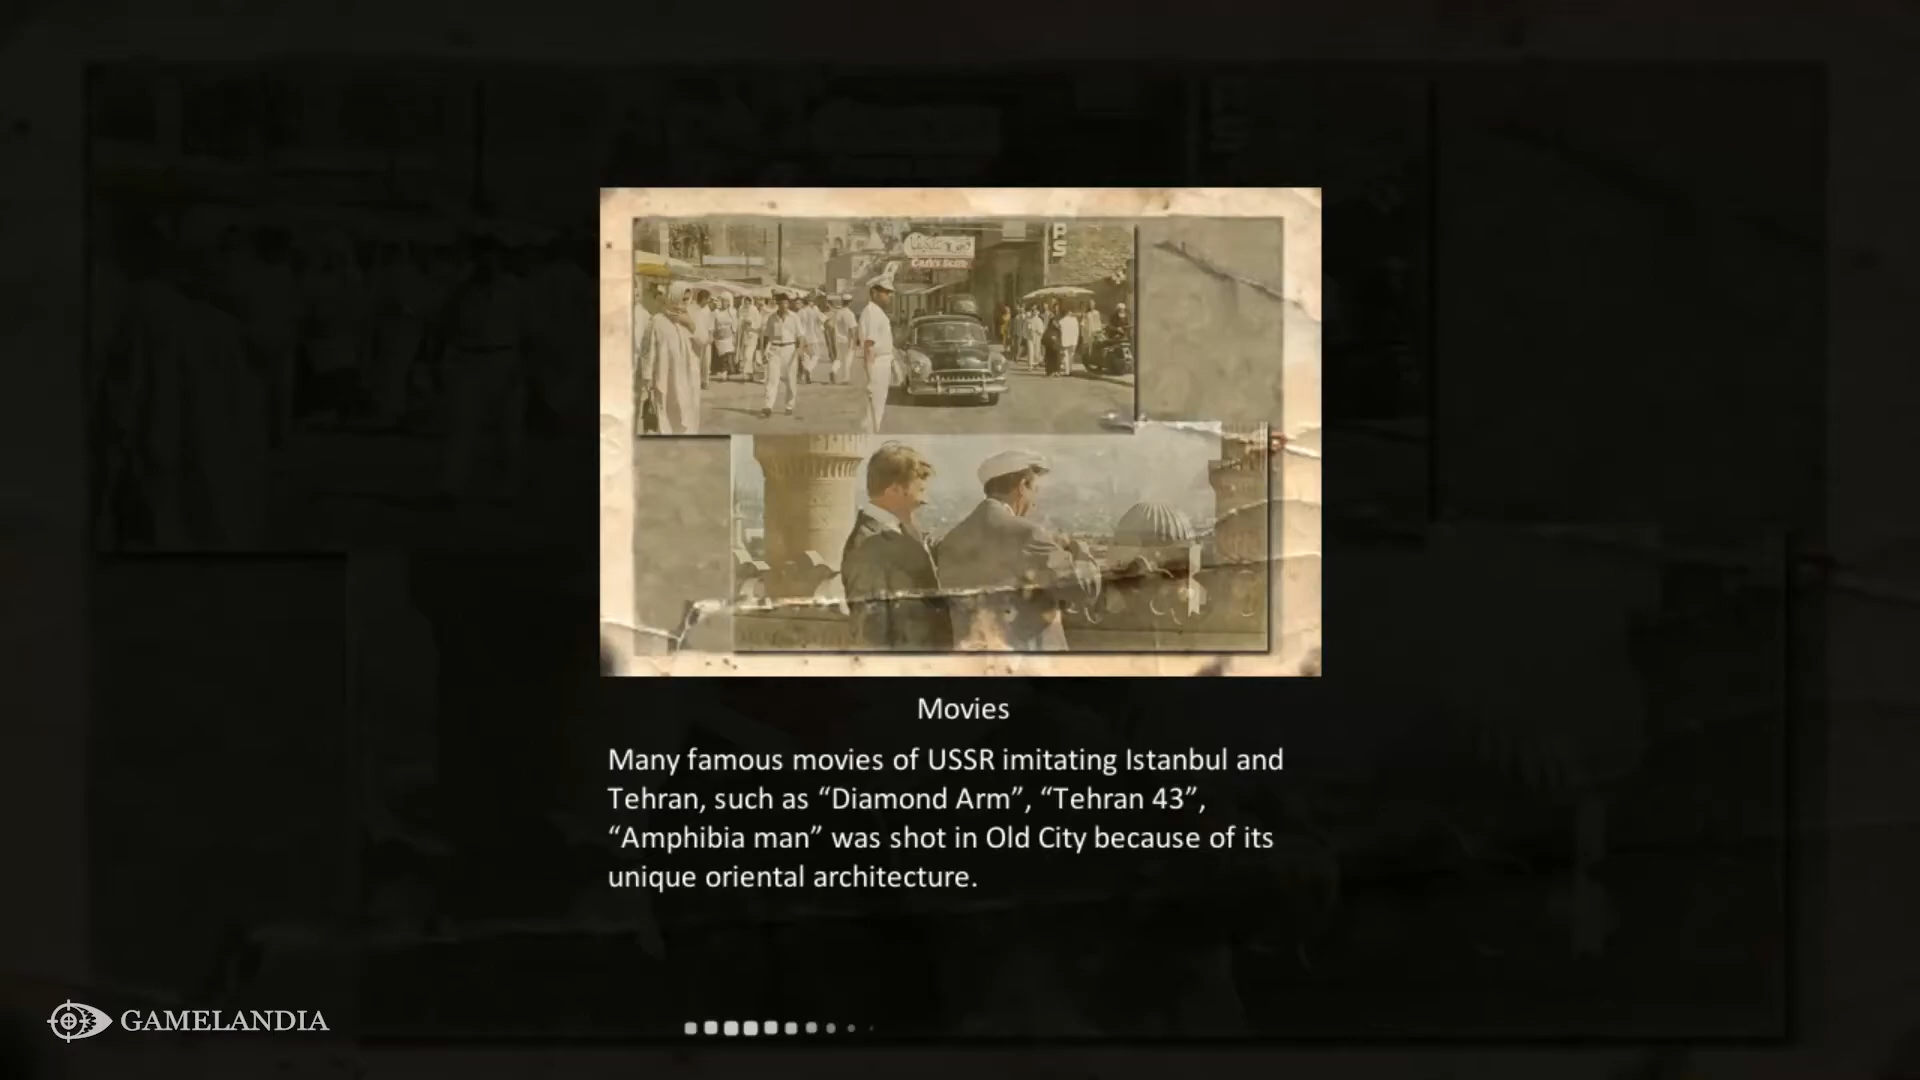 Movies
Many famous movies of USSR imitating Istanbul and
Tehran, such as “Diamond Arm”, “Tehran 43”,
“Amphibia man” was shot in Old City because of its
unique oriental architecture.
GAMELANDIA